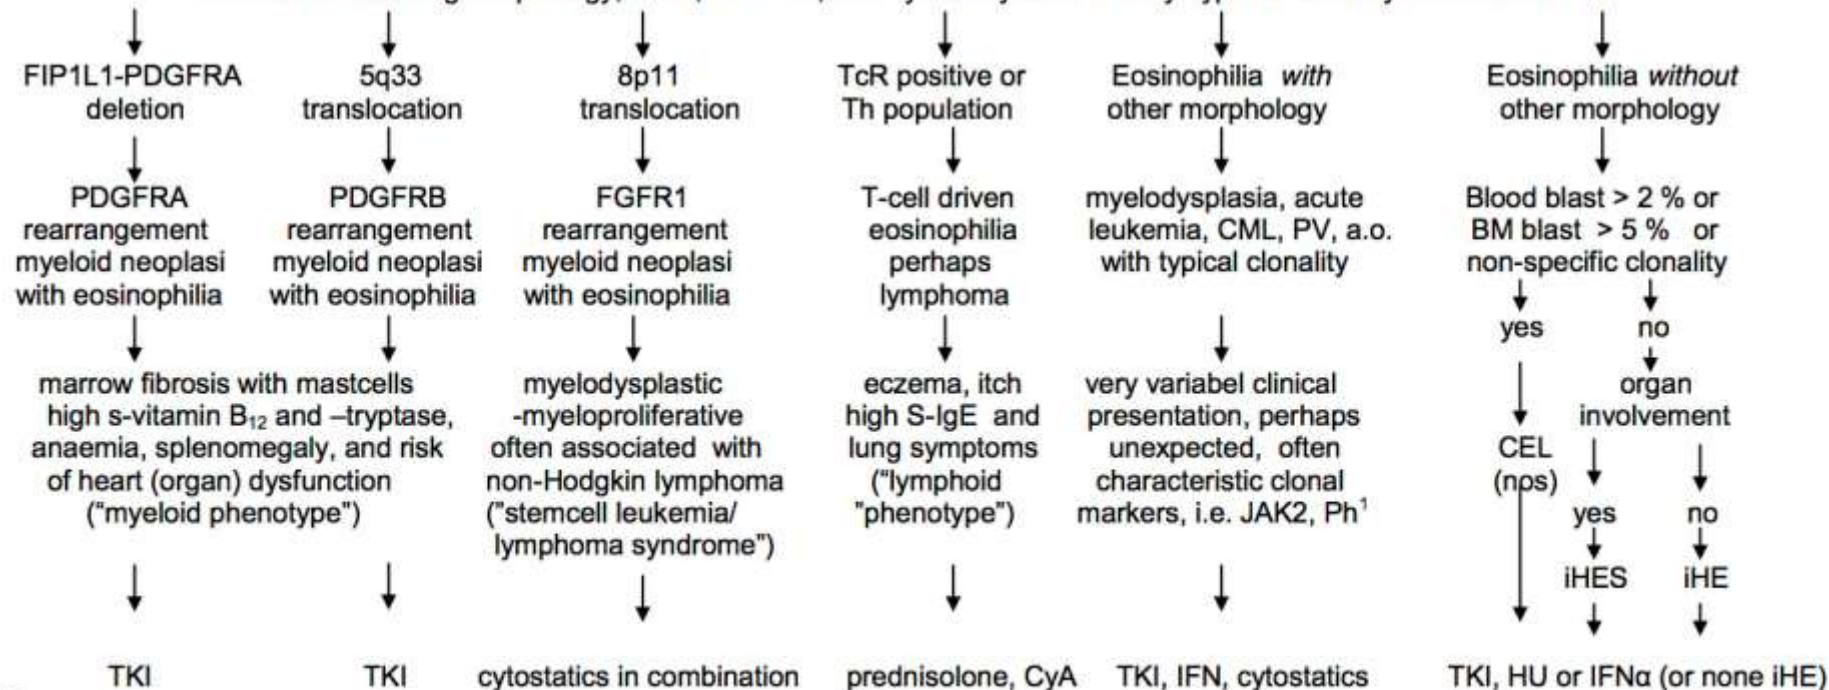 FIP1L1-PDGFRA
deletion
PDGFRA
rearrangement
myeloid neoplasi
with eosinophilia
5q33
translocation
PDGFRB
rearrangement
myeloid neoplasi
with eosinophilia
marrow fibrosis with mastcells
high s-vitamin B₁₂ and –tryptase,
anaemia, splenomegaly, and risk
of heart (organ) dysfunction
("myeloid phenotype")
TKI
TKI
8p11
translocation
FGFR1
rearrangement
myeloid neoplasi
with eosinophilia
myelodysplastic
-myeloproliferative
often associated with
non-Hodgkin lymphoma
("stemcell leukemia/
lymphoma syndrome")
cytostatics in combination
TcR positive or
Th population
T-cell driven
eosinophilia
perhaps
lymphoma
eczema, itch
high S-IgE and
lung symptoms
("lymphoid
"phenotype")
prednisolone, CyA
Eosinophilia with
other morphology
myelodysplasia, acute
leukemia, CML, PV, a.o.
with typical clonality
very variabel clinical
presentation, perhaps
unexpected, often
characteristic clonal
markers, i.e. JAK2, Ph¹
TKI, IFN, cytostatics
Eosinophilia without
other morphology
Blood blast > 2 % or
BM blast > 5 % or
non-specific clonality
yes
no
organ
involvement
CEL
(nos)
yes
no
iHES
iHE
TKI, HU or IFNα (or none iHE)